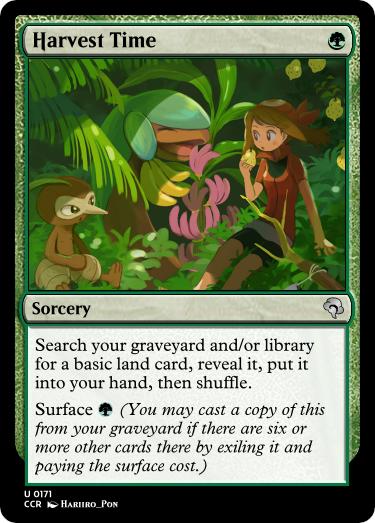 Harvest Time
Sorcery
Search your graveyard and/or library
for a basic land card, reveal it, put it
into your hand, then shuffle.
Surface (You may cast a copy of this
from your graveyard if there are six or
more other cards there by exiling it and
paying the surface cost.)
U 0171
CCR Hariiro_Pon